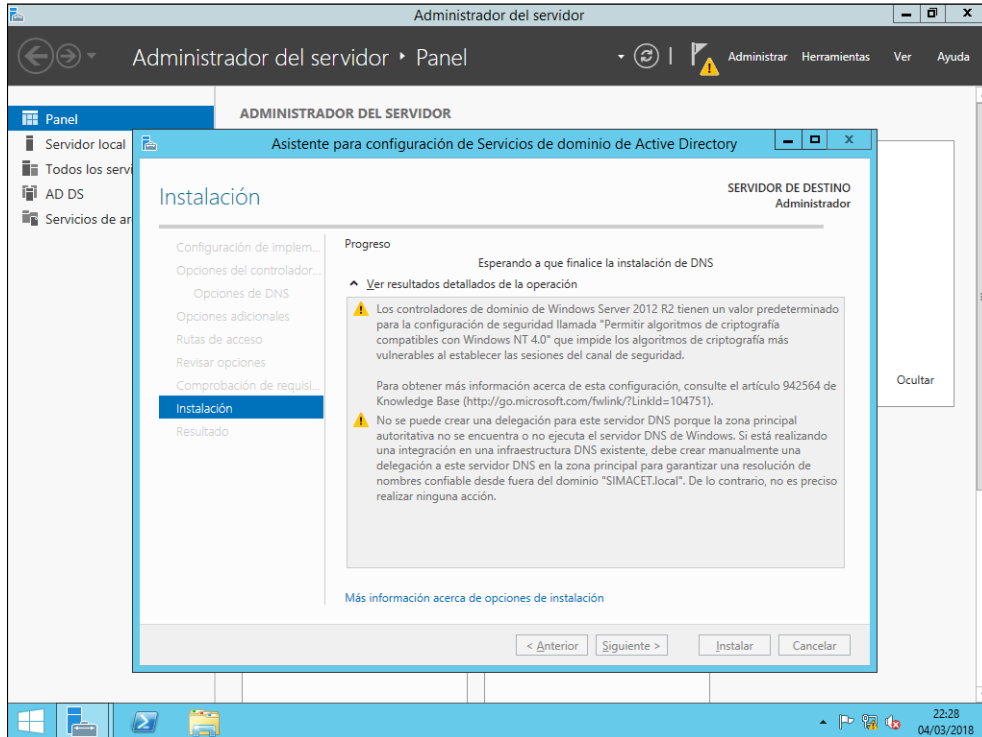 Administrador del servidor
Administrador del servidor ‣ Panel
Administrar Herramientas Ver Ayuda
Panel
Servidor local
Todos los servi
AD DS
Servicios de ar
ADMINISTRADOR DEL SERVIDOR
Asistente para configuración de Servicios de dominio de Active Directory
Instalación
SERVIDOR DE DESTINO
Administrador
Configuración de implem...
Opciones del controlador...
Opciones de DNS
Opciones adicionales
Rutas de acceso
Revisar opciones
Comprobación de requisi...
Instalación
Resultado
Progreso
Esperando a que finalice la instalación de DNS
Ver resultados detallados de la operación
Los controladores de dominio de Windows Server 2012 R2 tienen un valor predeterminado
para la configuración de seguridad llamada "Permitir algoritmos de criptografía
compatibles con Windows NT 4.0" que impide los algoritmos de criptografía más
vulnerables al establecer las sesiones del canal de seguridad.
Para obtener más información acerca de esta configuración, consulte el artículo 942564 de
Knowledge Base (http://go.microsoft.com/fwlink/?LinkId=104751).
No se puede crear una delegación para este servidor DNS porque la zona principal
autoritativa no se encuentra o no ejecuta el servidor DNS de Windows. Si está realizando
una integración en una infraestructura DNS existente, debe crear manualmente una
delegación a este servidor DNS en la zona principal para garantizar una resolución de
nombres confiable desde fuera del dominio "SIMACET.local". De lo contrario, no es preciso
realizar ninguna acción.
Más información acerca de opciones de instalación
< Anterior Siguiente > Instalar Cancelar
Ocultar
22:28
04/03/2018